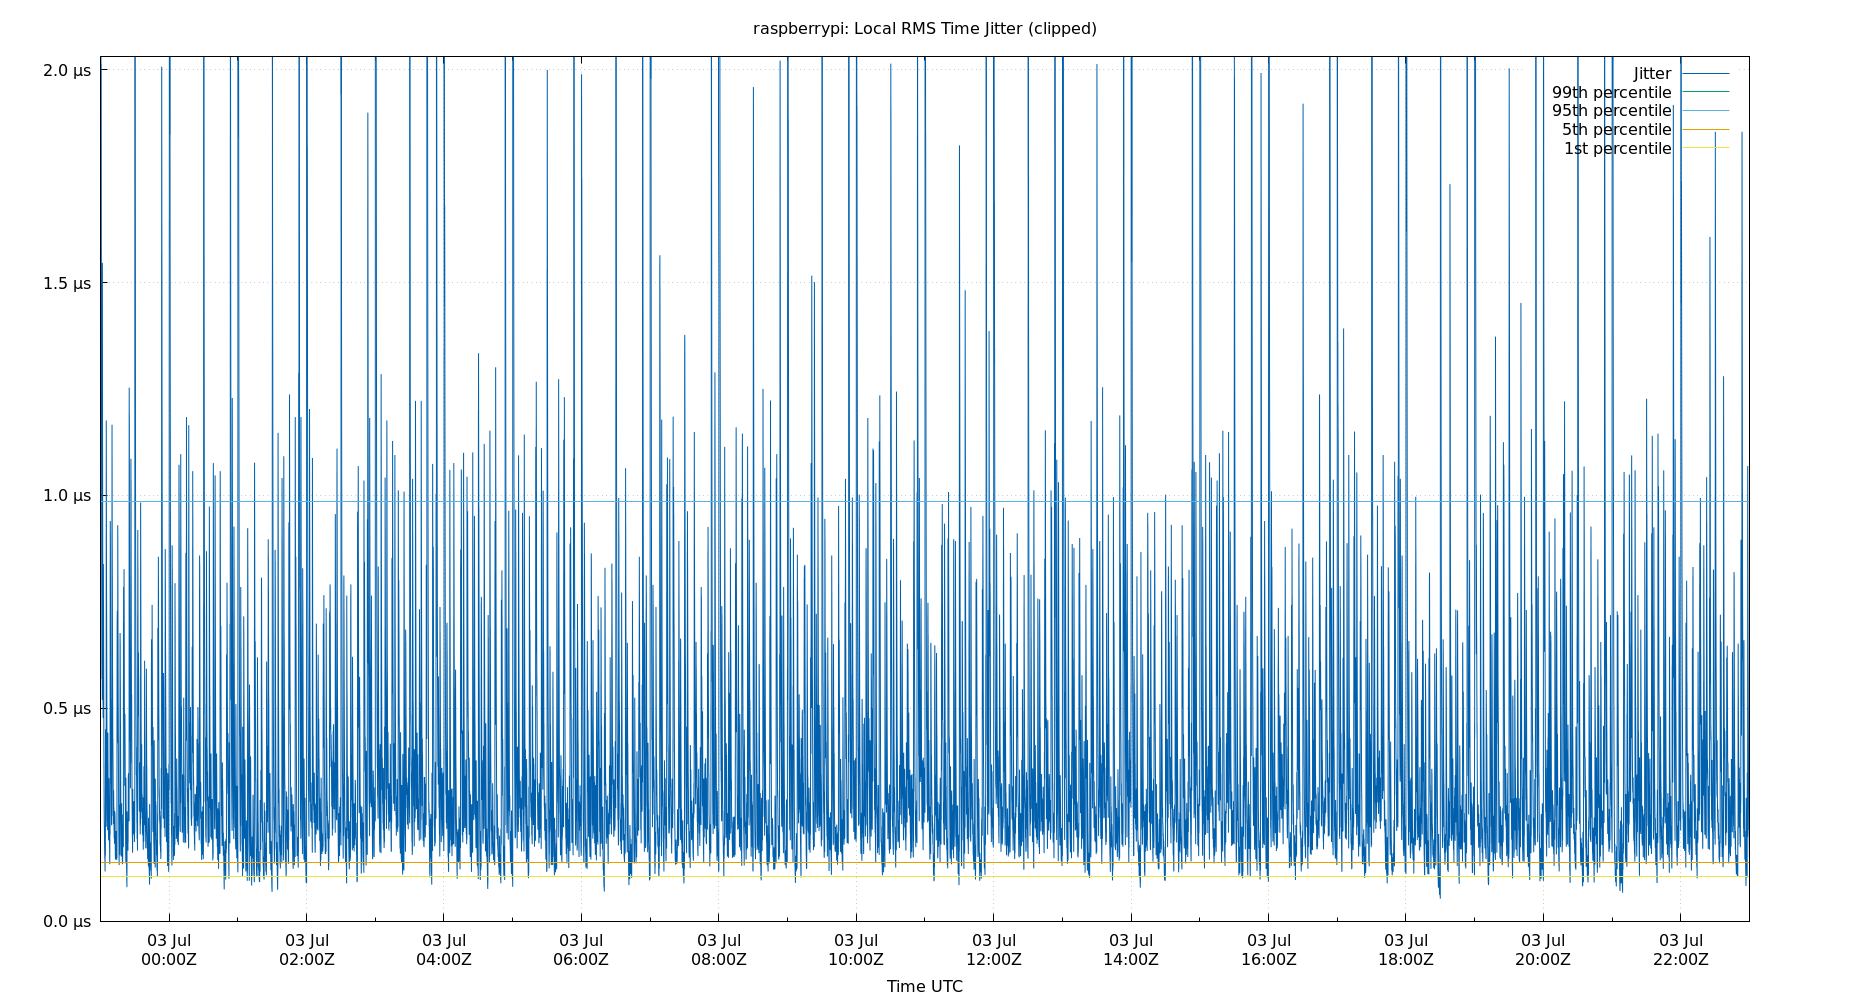 raspberrypi: Local RMS Time Jitter (clipped)
2.0 μs
1.5 μs
1.0 μs
0.5 μs
0.0 μs
Jitter
99th percentile
95th percentile
5th percentile
1st percentile
03 Jul 03 Jul 03 Jul 03 Jul 03 Jul 03 Jul 03 Jul 03 Jul 03 Jul 03 Jul 03 Jul 03 Jul
00:00Z 02:00Z 04:00Z 06:00Z 08:00Z 10:00Z 12:00Z 14:00Z 16:00Z 18:00Z 20:00Z 22:00Z
Time UTC